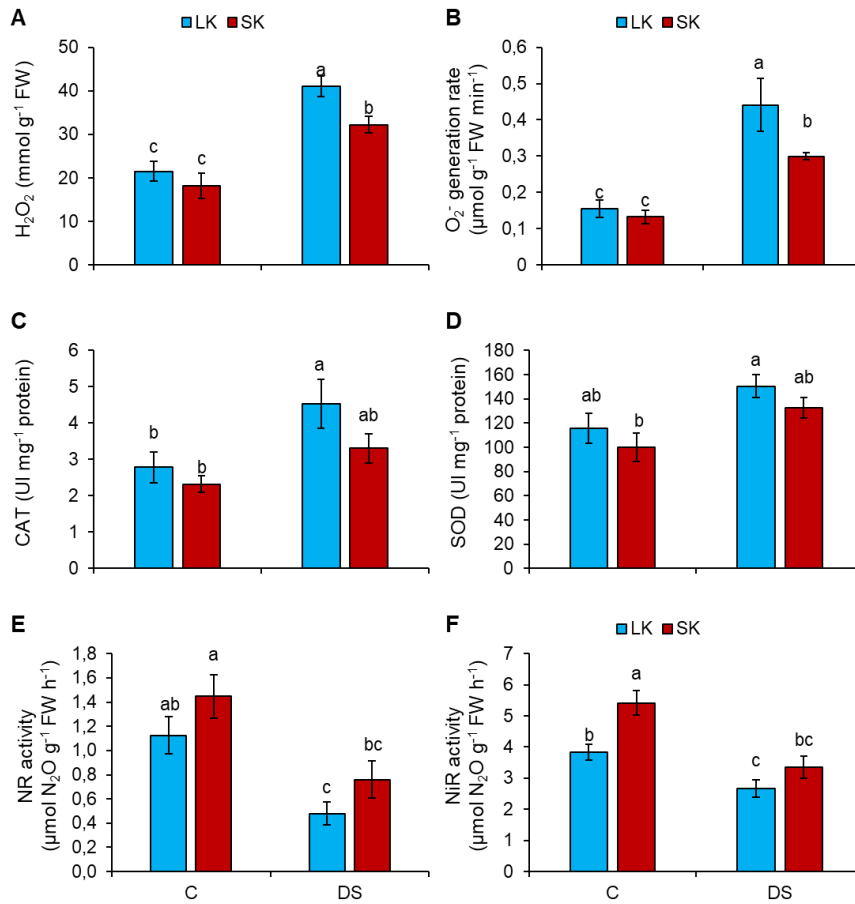 A
LK SK
H₂O₂ (mmol g⁻¹ FW)
50
40
30
20
10
0
c
c
a
b
B
LK SK
O₂⁻ generation rate
(µmol g⁻¹ FW min⁻¹)
0,6
0,5
0,4
0,3
0,2
0,1
0,0
c
c
a
b
C
CAT (UI mg⁻¹ protein)
6
5
4
3
2
1
0
b
b
a
ab
D
SOD (UI mg⁻¹ protein)
180
160
140
120
100
80
60
40
20
0
ab
b
a
ab
E
NR activity
(µmol N₂O g⁻¹ FW h⁻¹)
1,8
1,6
1,4
1,2
1,0
0,8
0,6
0,4
0,2
0,0
ab
a
c
bc
C DS
F
LK SK
NiR activity
(µmol N₂O g⁻¹ FW h⁻¹)
7
6
5
4
3
2
1
0
b
a
c
bc
C DS